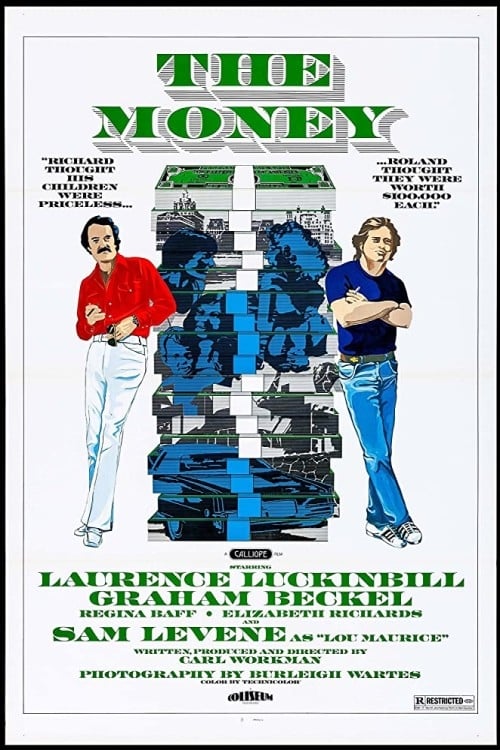 THE
MONEY
"RICHARD
THOUGHT
HIS
CHILDREN
WERE
PRICELESS...
...ROLAND
THOUGHT
THEY WERE
WORTH
$100,000
EACH."
A CALLIOPE FILM
STARRING
LAURENCE LUCKINBILL
GRAHAM BECKEL
REGINA BAFF • ELIZABETH RICHARDS
AND
SAM LEVENE AS "LOU MAURICE"
WRITTEN, PRODUCED AND DIRECTED BY
CARL WORKMAN
PHOTOGRAPHY BY BURLEIGH WARTES
COLOR BY TECHNICOLOR®
COLISEUM
R RESTRICTED